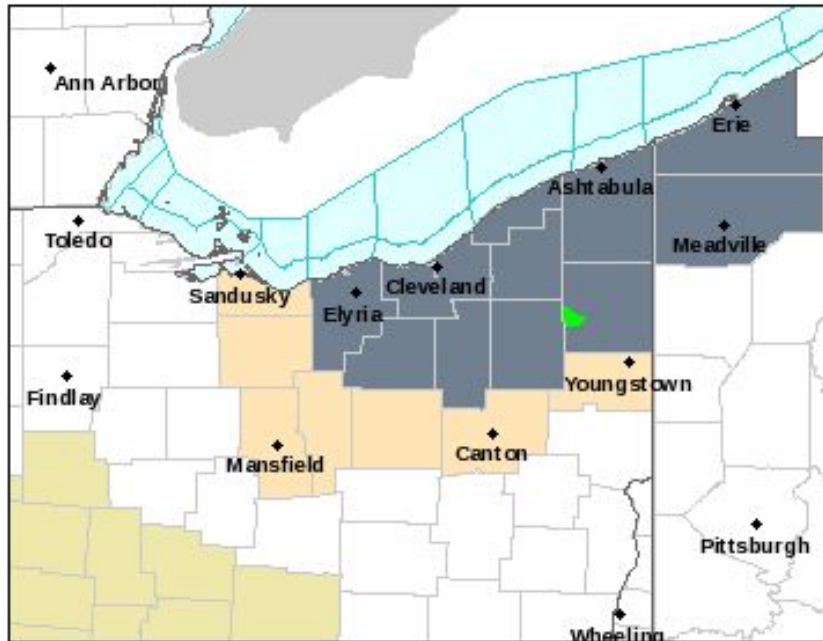 Ann Arbor
Erie
Ashtabula
Toledo
Meadville
Sandusky
Cleveland
Elyria
Findlay
Youngstown
Mansfield
Canton
Pittsburgh
Wheeling